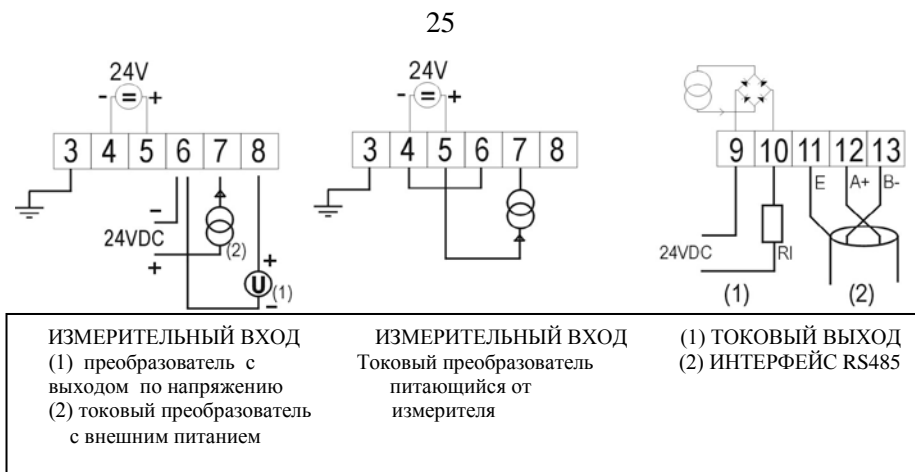 25
24V
- = +
3 4 5 6 7 8
-
24VDC
+
(2)
+
U
(1)
-
24V
- = +
3 4 5 6 7 8
9 10 11 12 13
E A+ B-
24VDC
RI
(1) (2)
ИЗМЕРИТЕЛЬНЫЙ ВХОД
(1) преобразователь с
выходом по напряжению
(2) токовый преобразователь
с внешним питанием
ИЗМЕРИТЕЛЬНЫЙ ВХОД
Токовый преобразователь
питающийся от
измерителя
(1) ТОКОВЫЙ ВЫХОД
(2) ИНТЕРФЕЙС RS485